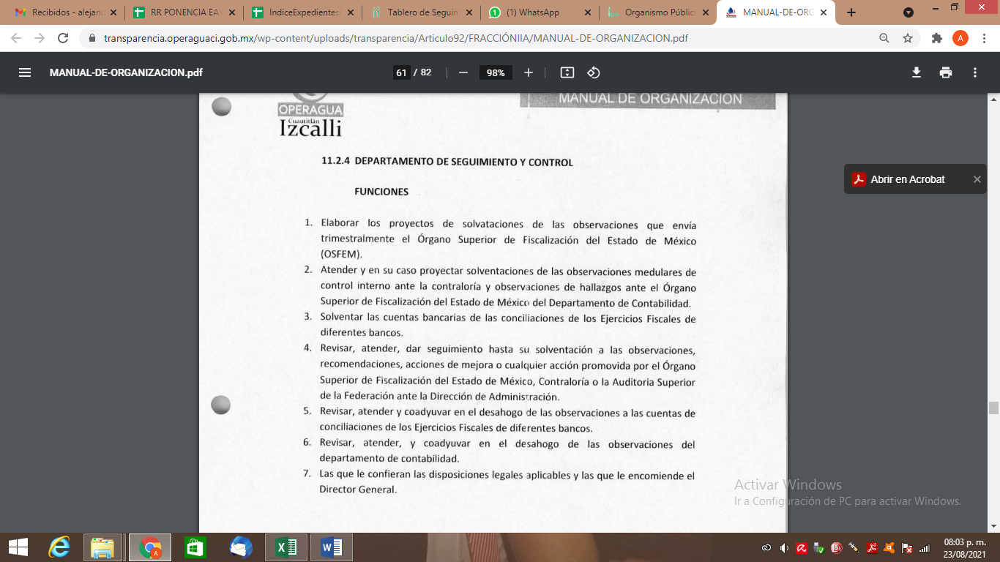 Recibidos - alejand
RR PONENCIA EAY
IndiceExpedientes
Tablero de Seguim
(1) WhatsApp
Organismo Públic
MANUAL-DE-ORG
transparencia.operaguaci.gob.mx/wp-content/uploads/transparencia/Articulo92/FRACCIÓNIIA/MANUAL-DE-ORGANIZACION.pdf
A
MANUAL-DE-ORGANIZACION.pdf
61 / 82
98%
OPERAGUA
Cuautitlán
Izcalli
MANUAL DE ORGANIZACION
Abrir en Acrobat
11.2.4 DEPARTAMENTO DE SEGUIMIENTO Y CONTROL
FUNCIONES
1. Elaborar los proyectos de solvataciones de las observaciones que envía
trimestralmente el Órgano Superior de Fiscalización del Estado de México
(OSFEM).
2. Atender y en su caso proyectar solventaciones de las observaciones medulares de
control interno ante la contraloría y observaciones de hallazgos ante el Órgano
Superior de Fiscalización del Estado de México del Departamento de Contabilidad.
3. Solventar las cuentas bancarias de las conciliaciones de los Ejercicios Fiscales de
diferentes bancos.
4. Revisar, atender, dar seguimiento hasta su solventación a las observaciones,
recomendaciones, acciones de mejora o cualquier acción promovida por el Órgano
Superior de Fiscalización del Estado de México, Contraloría o la Auditoria Superior
de la Federación ante la Dirección de Administración.
5. Revisar, atender y coadyuvar en el desahogo de las observaciones a las cuentas de
conciliaciones de los Ejercicios Fiscales de diferentes bancos.
6. Revisar, atender, y coadyuvar en el desahogo de las observaciones del
departamento de contabilidad.
7. Las que le confieran las disposiciones legales aplicables y las que le encomiende el
Director General.
Activar Windows
Ir a Configuración de PC para activar Windows.
08:03 p. m.
23/08/2021